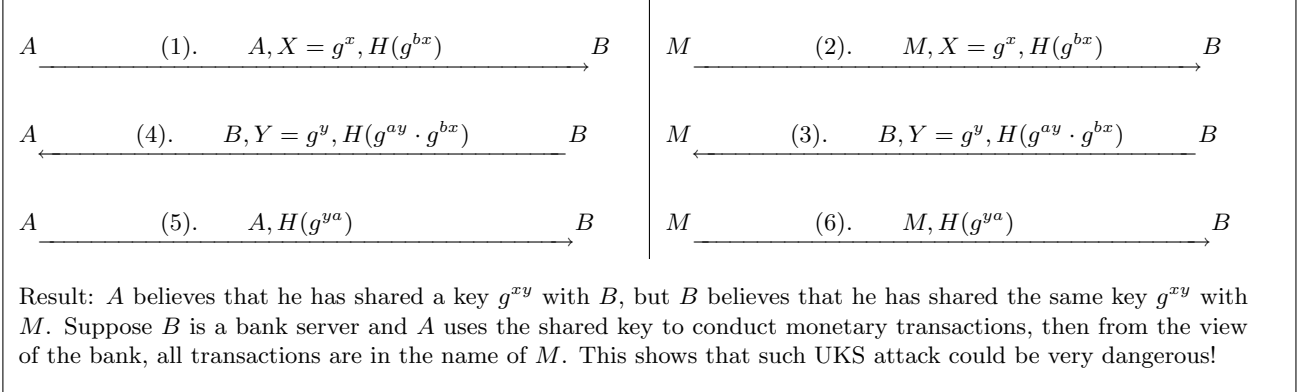 A (1). A, X = g^x, H(g^{bx}) B
M (2). M, X = g^x, H(g^{bx}) B
A (4). B, Y = g^y, H(g^{ay} · g^{bx}) B
M (3). B, Y = g^y, H(g^{ay} · g^{bx}) B
A (5). A, H(g^{ya}) B
M (6). M, H(g^{ya}) B
Result: A believes that he has shared a key g^{xy} with B, but B believes that he has shared the same key g^{xy} with
M. Suppose B is a bank server and A uses the shared key to conduct monetary transactions, then from the view
of the bank, all transactions are in the name of M. This shows that such UKS attack could be very dangerous!